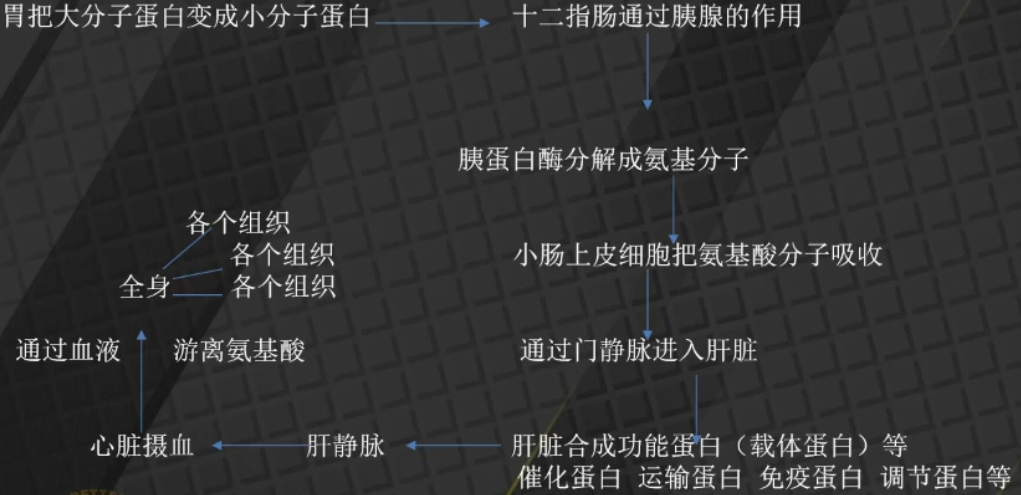 胃把大分子蛋白变成小分子蛋白
十二指肠通过胰腺的作用
胰蛋白酶分解成氨基分子
小肠上皮细胞把氨基酸分子吸收
通过门静脉进入肝脏
肝脏合成功能蛋白（载体蛋白）等
催化蛋白 运输蛋白 免疫蛋白 调节蛋白等
肝静脉
心脏摄血
通过血液
游离氨基酸
全身
各个组织
各个组织
各个组织